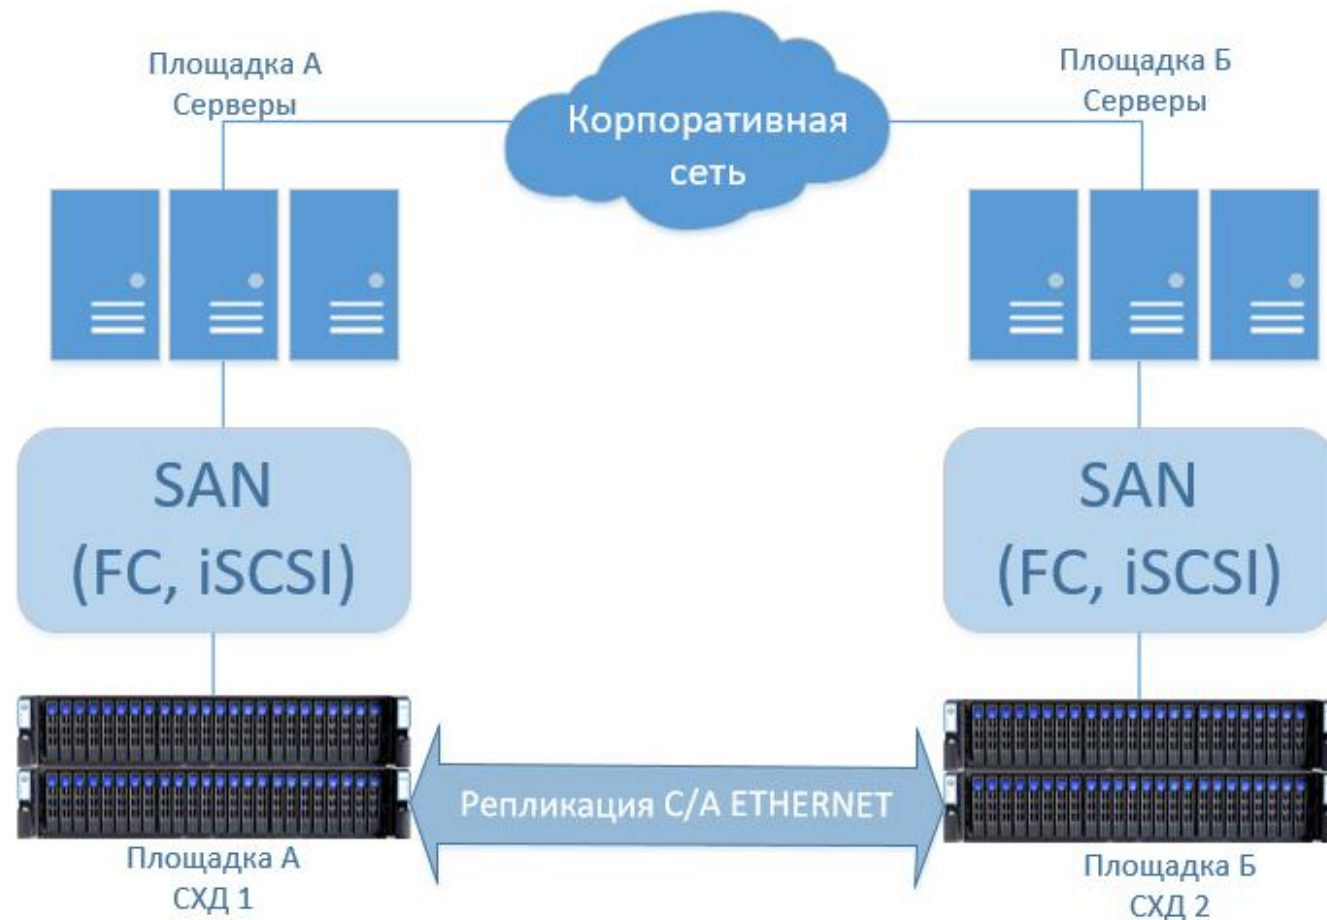 Площадка А
Серверы
Корпоративная
сеть
Площадка Б
Серверы
SAN
(FC, iSCSI)
SAN
(FC, iSCSI)
Репликация С/А ETHERNET
Площадка А
СХД 1
Площадка Б
СХД 2